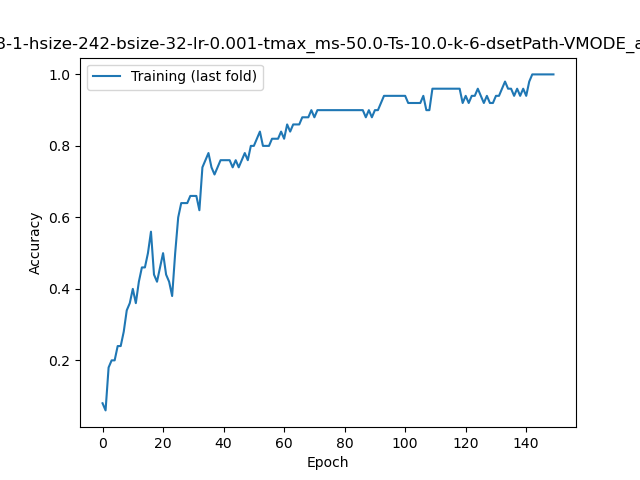 3-1-hsize-242-bsize-32-lr-0.001-tmax_ms-50.0-Ts-10.0-k-6-dsetPath-VMODE_a
Training (last fold)
1.0
0.8
0.6
0.4
0.2
Accuracy
0 20 40 60 80 100 120 140
Epoch